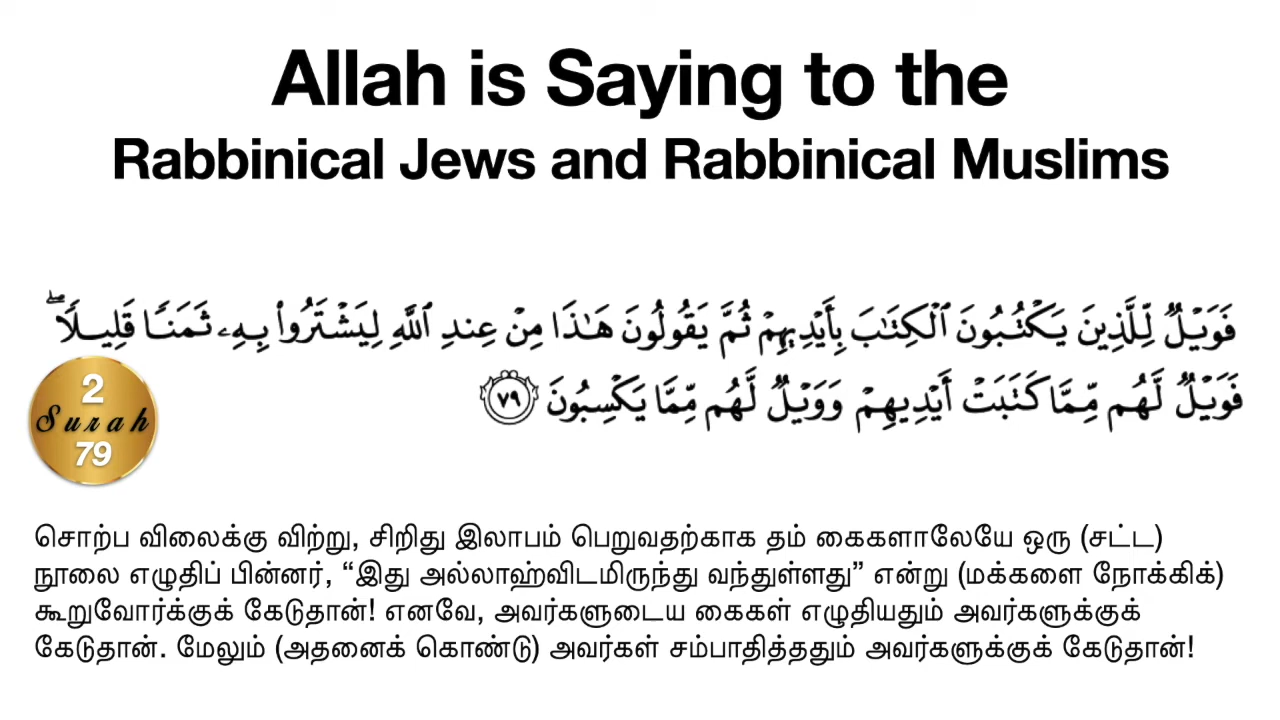 Allah is Saying to the
Rabbinical Jews and Rabbinical Muslims
فَوَيْلٌ لِّلَّذِينَ يَكْتُبُونَ ٱلْكِتَٰبَ بِأَيْدِيهِمْ ثُمَّ يَقُولُونَ هَٰذَا مِنْ عِندِ ٱللَّهِ لِيَشْتَرُوا۟ بِهِۦ ثَمَنًا قَلِيلًا ۖ
فَوَيْلٌ لَّهُم مِّمَّا كَتَبَتْ أَيْدِيهِمْ وَوَيْلٌ لَّهُم مِّمَّا يَكْسِبُونَ ٧٩
2
Surah
79
சொற்ப விலைக்கு விற்று, சிறிது இலாபம் பெறுவதற்காக தம் கைகளாலேயே ஒரு (சட்ட)
நூலை எழுதிப் பின்னர், “இது அல்லாஹ்விடமிருந்து வந்துள்ளது” என்று (மக்களை நோக்கிக்)
கூறுவோர்க்குக் கேடுதான்! எனவே, அவர்களுடைய கைகள் எழுதியதும் அவர்களுக்குக்
கேடுதான். மேலும் (அதனைக் கொண்டு) அவர்கள் சம்பாதித்ததும் அவர்களுக்குக் கேடுதான்!